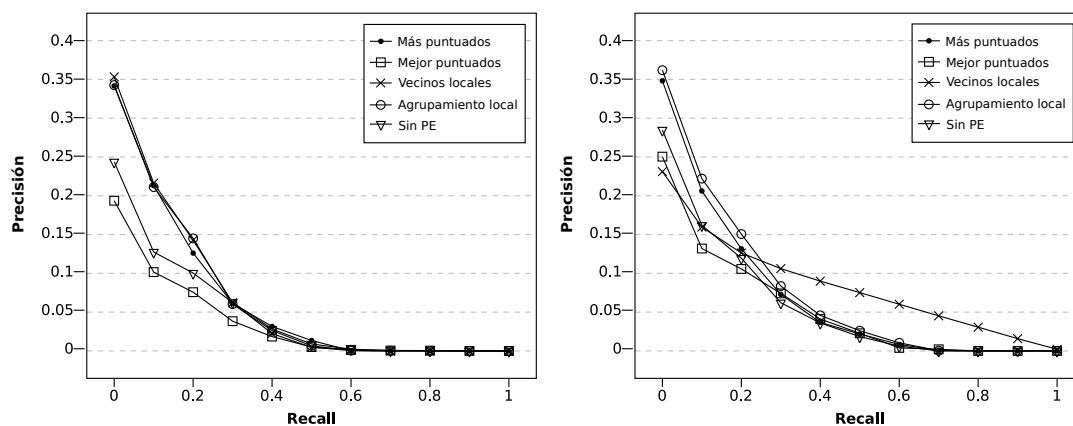 0.4
0.35
0.3
0.25
0.2
0.15
0.1
0.05
0
Precisión
0 0.2 0.4 0.6 0.8 1
Recall
Más puntuados
Mejor puntuados
Vecinos locales
Agrupamiento local
Sin PE
0.4
0.35
0.3
0.25
0.2
0.15
0.1
0.05
0
Precisión
0 0.2 0.4 0.6 0.8 1
Recall
Más puntuados
Mejor puntuados
Vecinos locales
Agrupamiento local
Sin PE